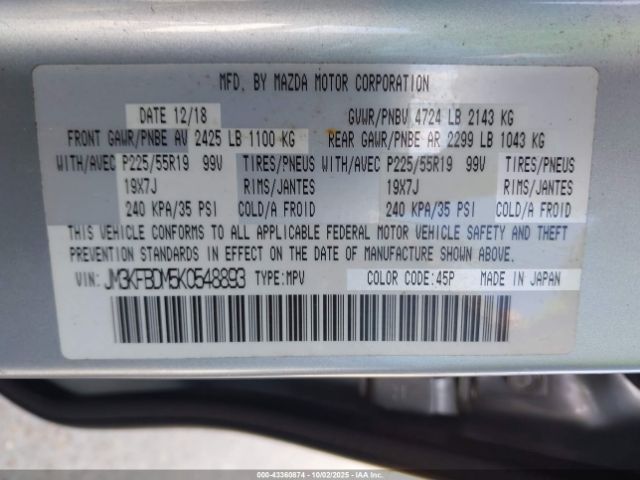 MFD. BY MAZDA MOTOR CORPORATION
DATE 12/18 GVWR/PNBV 4724 LB 2143 KG
FRONT GAWR/PNBE AV 2425 LB 1100 KG REAR GAWR/PNBE AR 2299 LB 1043 KG
WITH/AVEC P225/55R19 99V TIRES/PNEUS WITH/AVEC P225/55R19 99V TIRES/PNEUS
19X7J RIMS/JANTES 19X7J RIMS/JANTES
240 KPA/35 PSI COLD/A FROID 240 KPA/35 PSI COLD/A FROID
THIS VEHICLE CONFORMS TO ALL APPLICABLE FEDERAL MOTOR VEHICLE SAFETY AND THEFT
PREVENTION STANDARDS IN EFFECT ON THE DATE OF MANUFACTURE SHOWN ABOVE.
VIN: JM3KFBDM5K0548893 TYPE:MPV COLOR CODE:45P MADE IN JAPAN
000-43360874 | 10/02/2025 - IAAI.COM